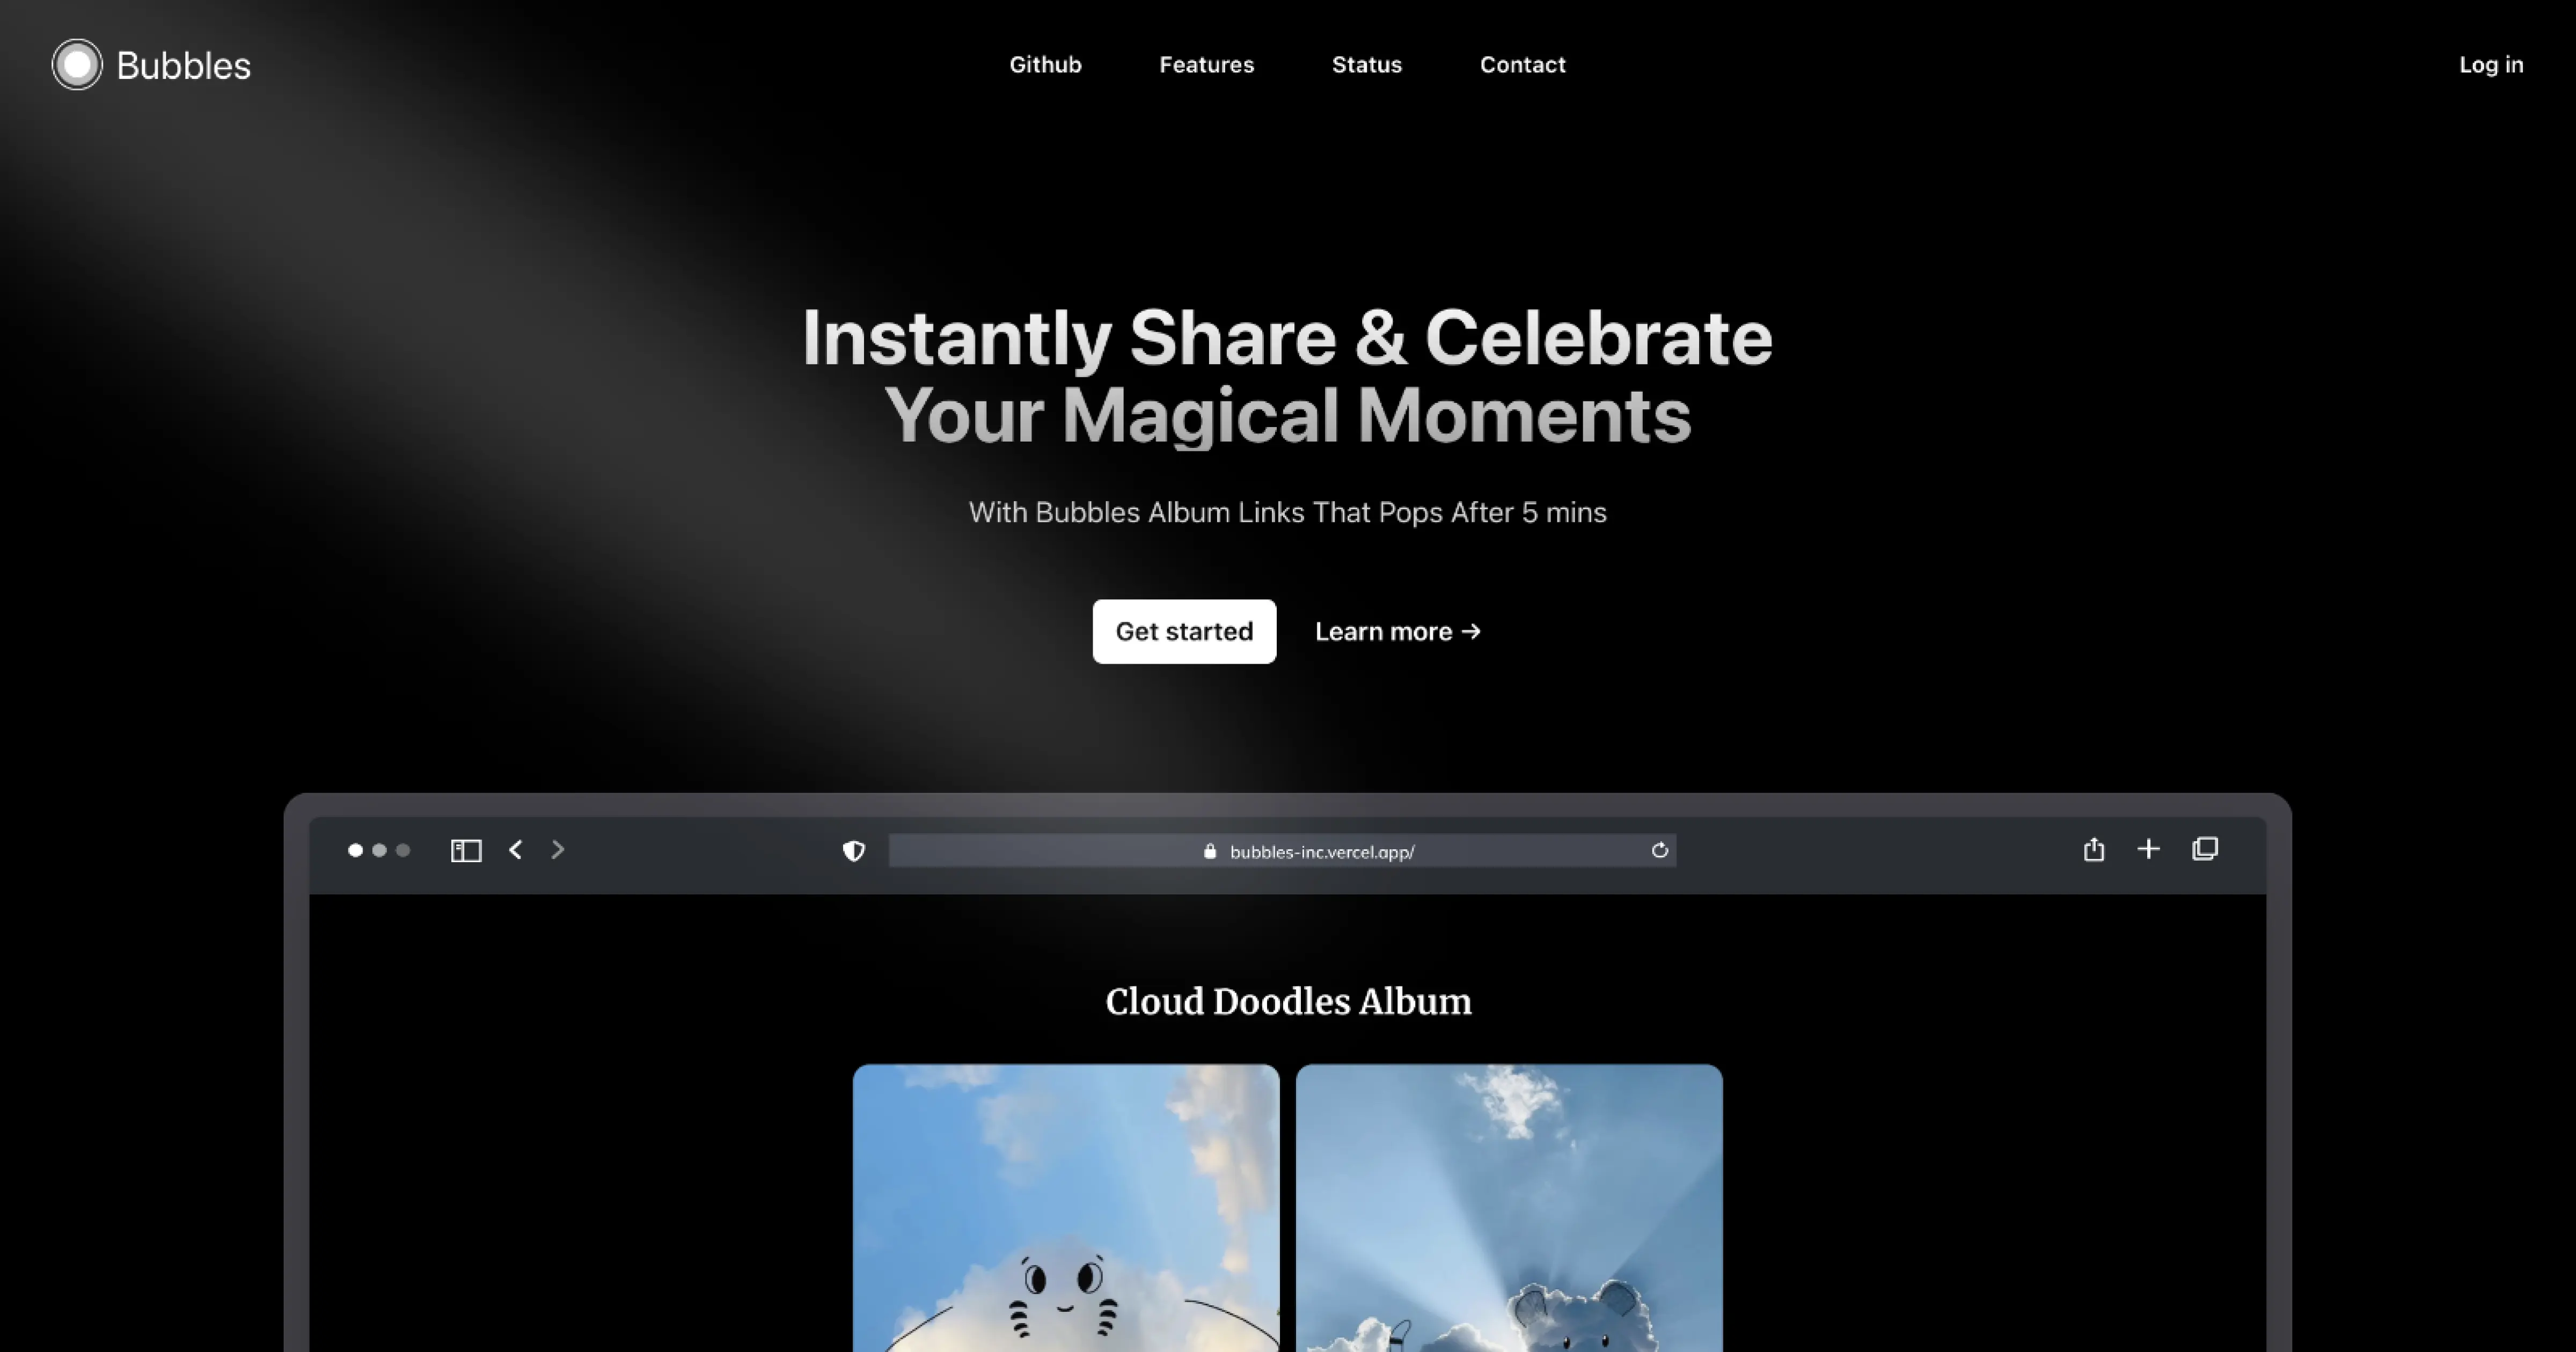 Bubbles
Github
Features
Status
Contact
Log in
Instantly Share & Celebrate
Your Magical Moments
With Bubbles Album Links That Pops After 5 mins
Get started
Learn more →
bubbles-inc.vercel.app/
Cloud Doodles Album